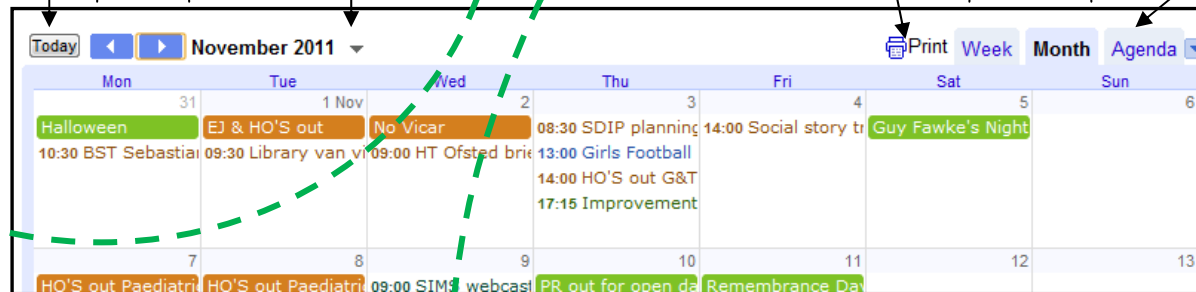 Today November 2011 Print Week Month Agenda
Mon Tue Wed Thu Fri Sat Sun
31 1 Nov 2 3 4 5 6
Halloween EJ & HO'S out No Vicar 08:30 SDIP planning 14:00 Social story tr Guy Fawke's Night
10:30 BST Sebastia 09:30 Library van vi 09:00 HT Ofsted brie 13:00 Girls Football
14:00 HO'S out G&T
17:15 Improvement
7 8 9 10 11 12 13
HO'S out Paediatri HO'S out Paediatri 09:00 SIMS webcast PR out for open da Remembrance Day